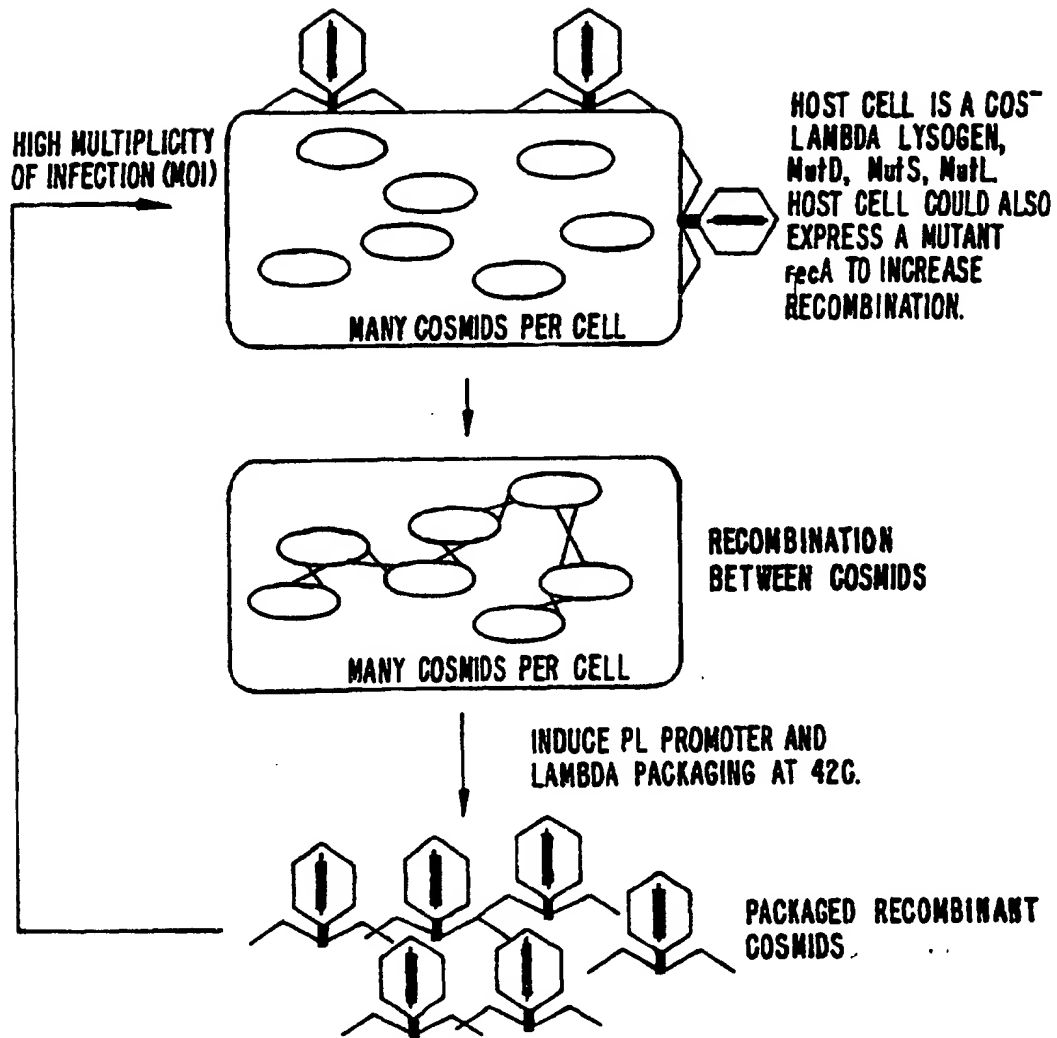 HIGH MULTIPLICITY
OF INFECTION (MOI)
HOST CELL IS A COS-
LAMBDA LYSOGEN,
MutD, MutS, MutL.
HOST CELL COULD ALSO
EXPRESS A MUTANT
recA TO INCREASE
RECOMBINATION.
MANY COSMIDS PER CELL
RECOMBINATION
BETWEEN COSMIDS
MANY COSMIDS PER CELL
INDUCE PL PROMOTER AND
LAMBDA PACKAGING AT 42C.
PACKAGED RECOMBINANT
COSMIDS.